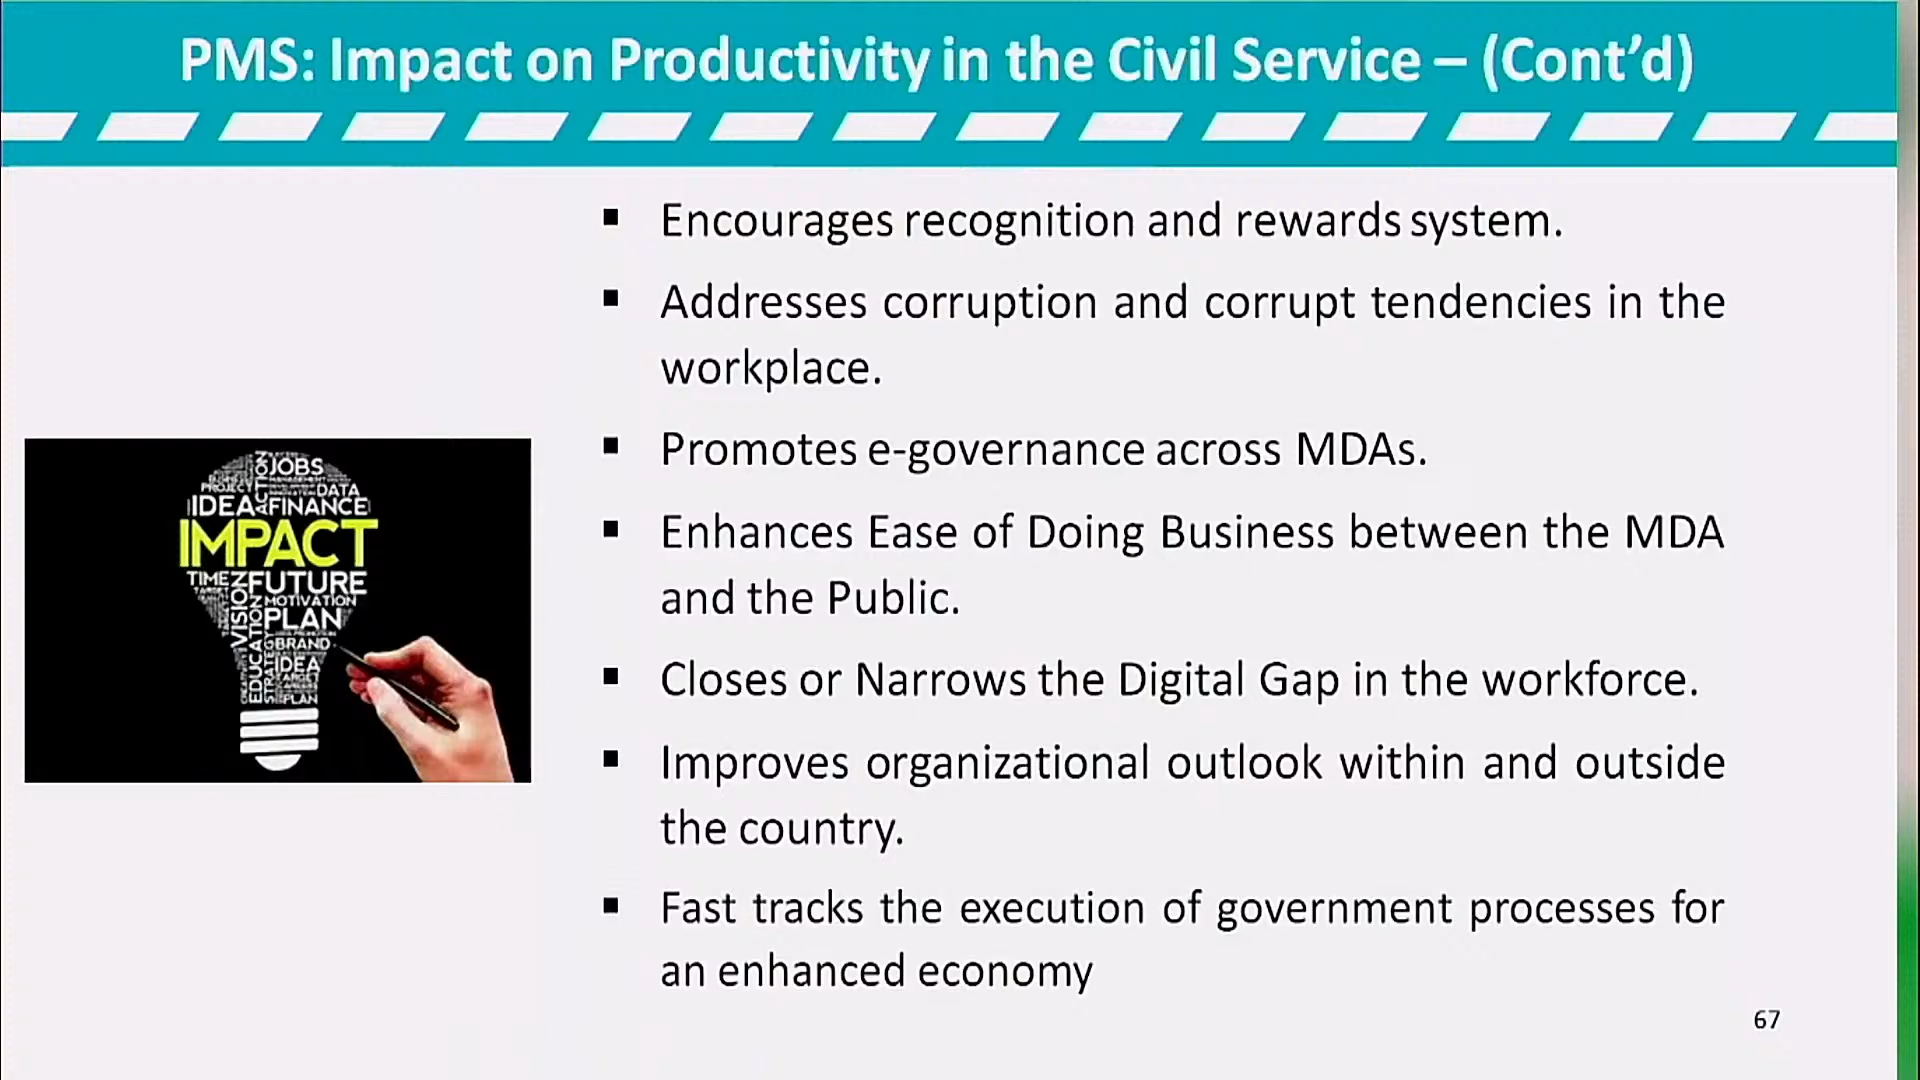 PMS: Impact on Productivity in the Civil Service – (Cont’d)
▪ Encourages recognition and rewards system.
▪ Addresses corruption and corrupt tendencies in the
workplace.
▪ Promotes e-governance across MDAs.
▪ Enhances Ease of Doing Business between the MDA
and the Public.
▪ Closes or Narrows the Digital Gap in the workforce.
▪ Improves organizational outlook within and outside
the country.
▪ Fast tracks the execution of government processes for
an enhanced economy
JOBS
ACTION
PROJECT
DATA
IDEA
FINANCE
IMPACT
TIME
FUTURE
TARGET
MOTIVATION
VISION
PLAN
BRAND
EDUCATION
STRATEGY
IDEA
TARGET
PLAN
67